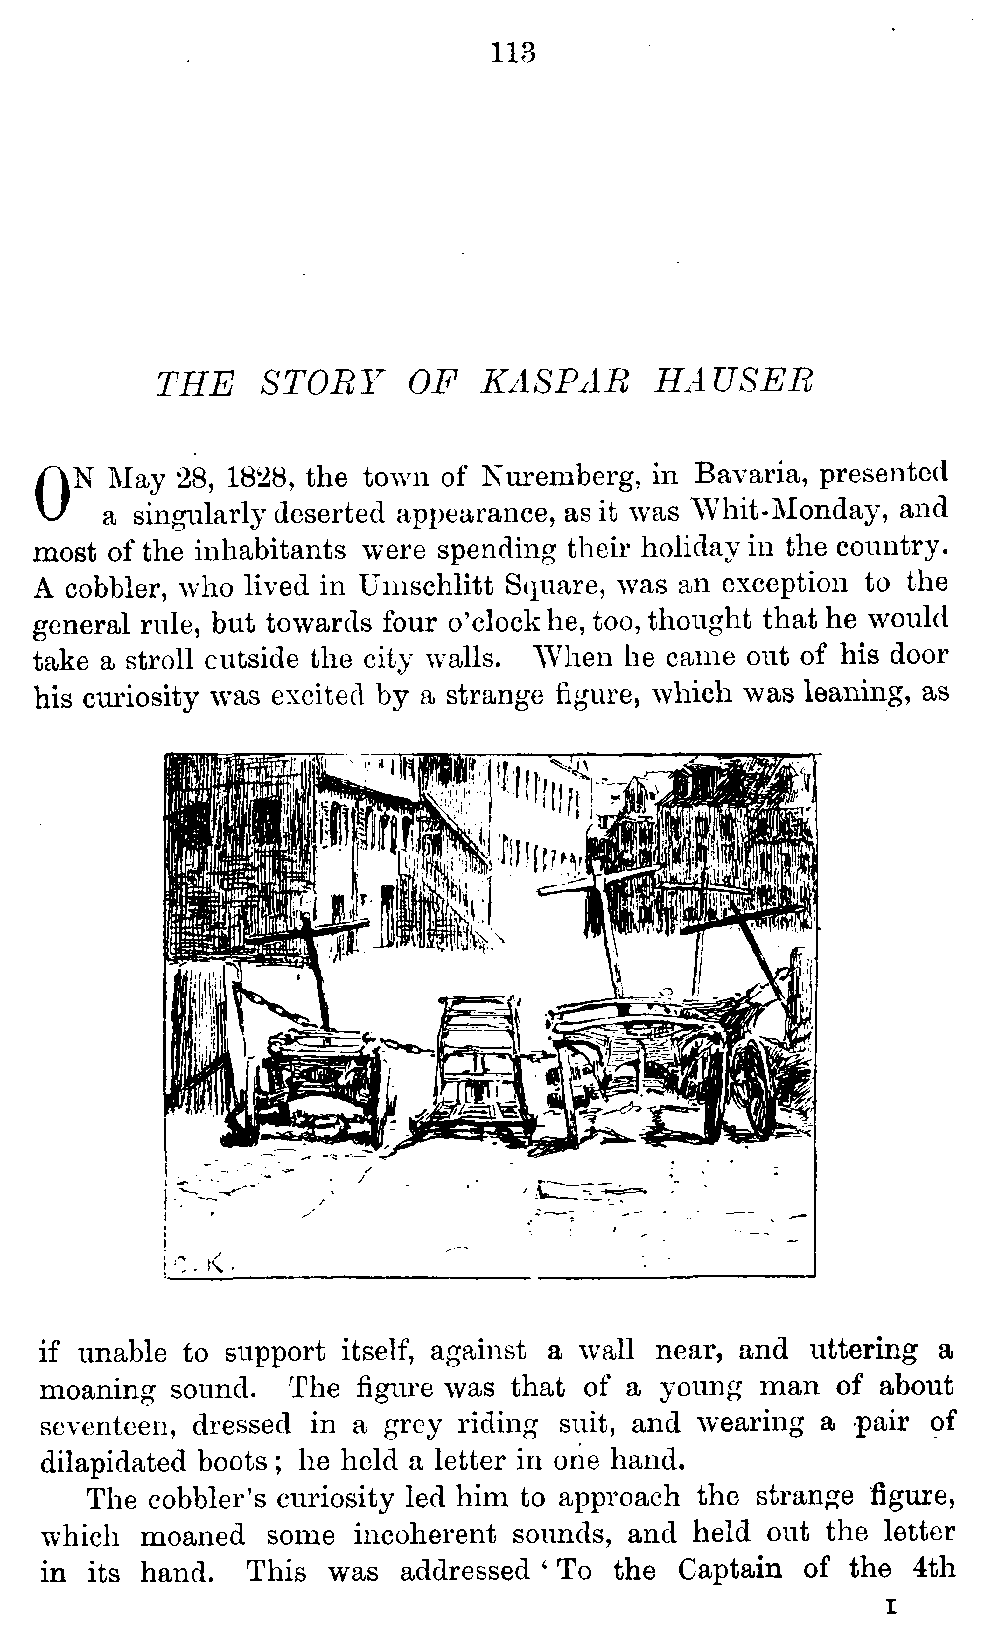 113
THE STORY OF KASPAR HAUSER
ON May 28, 1828, the town of Nuremberg, in Bavaria, presented
a singularly deserted appearance, as it was Whit-Monday, and
most of the inhabitants were spending their holiday in the country.
A cobbler, who lived in Umschlitt Square, was an exception to the
general rule, but towards four o'clock he, too, thought that he would
take a stroll cutside the city walls. When he came out of his door
his curiosity was excited by a strange figure, which was leaning, as
C. K.
if unable to support itself, against a wall near, and uttering a
moaning sound. The figure was that of a young man of about
seventeen, dressed in a grey riding suit, and wearing a pair of
dilapidated boots; he held a letter in one hand.
The cobbler's curiosity led him to approach the strange figure,
which moaned some incoherent sounds, and held out the letter
in its hand. This was addressed ‘ To the Captain of the 4th
I